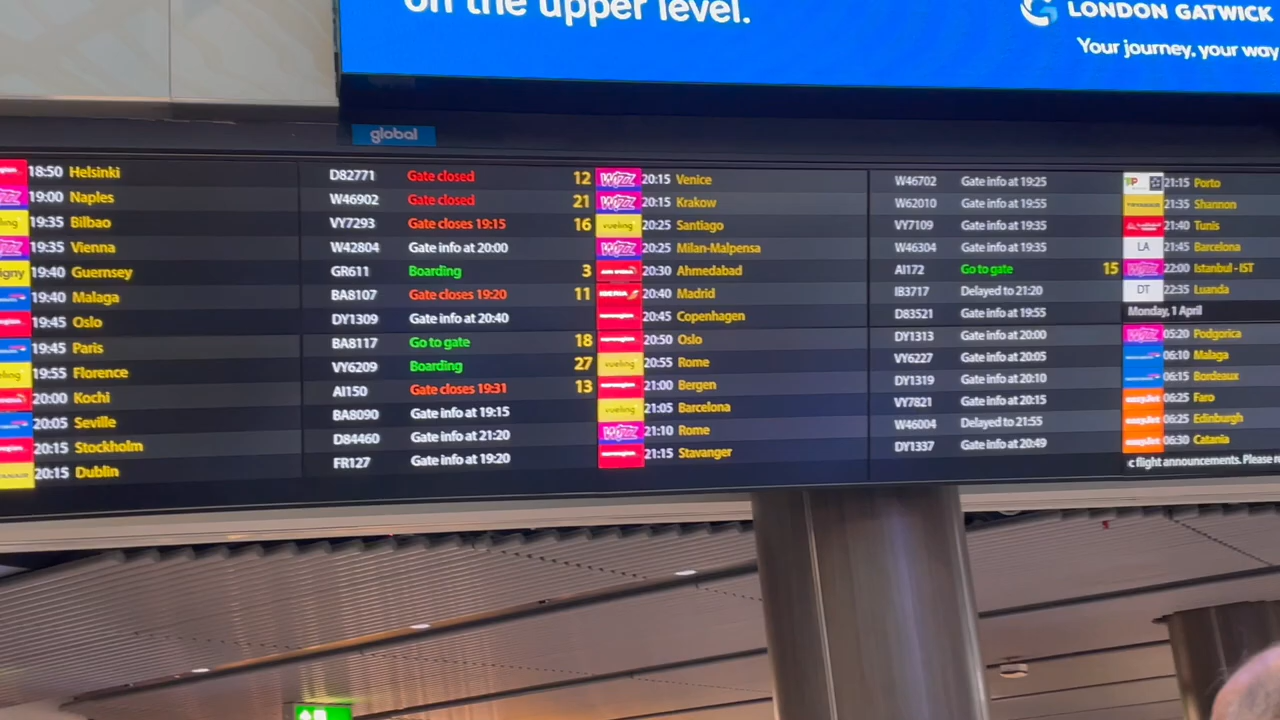 on the upper level.
LONDON GATWICK
Your journey, your way
global
18:50 Helsinki D82771 Gate closed 12
19:00 Naples W46902 Gate closed 21
19:35 Bilbao VY7293 Gate closes 19:15 16
19:35 Vienna W42804 Gate info at 20:00
19:40 Guernsey GR611 Boarding 3
19:40 Malaga BA8107 Gate closes 19:20 11
19:45 Oslo DY1309 Gate info at 20:40
19:45 Paris BA8117 Go to gate 18
19:55 Florence VY6209 Boarding 27
20:00 Kochi AI150 Gate closes 19:31 13
20:05 Seville BA8090 Gate info at 19:15
20:15 Stockholm D84460 Gate info at 21:20
20:15 Dublin FR127 Gate info at 19:20
Wizz 20:15 Venice W46702 Gate info at 19:25
Wizz 20:15 Krakow W62010 Gate info at 19:55
vueling 20:25 Santiago VY7109 Gate info at 19:35
Wizz 20:25 Milan-Malpensa W46304 Gate info at 19:35
20:30 Ahmedabad AI172 Go to gate 15
IBERIA 20:40 Madrid IB3717 Delayed to 21:20
20:45 Copenhagen D83521 Gate info at 19:55
20:50 Oslo DY1313 Gate info at 20:00
vueling 20:55 Rome VY6227 Gate info at 20:05
21:00 Bergen DY1319 Gate info at 20:10
vueling 21:05 Barcelona VY7821 Gate info at 20:15
Wizz 21:10 Rome W46004 Delayed to 21:55
21:15 Stavanger DY1337 Gate info at 20:49
TP 21:15 Porto
21:35 Shannon
21:40 Tunis
LA 21:45 Barcelona
Wizz 22:00 Istanbul - IST
DT 22:35 Luanda
Monday, 1 April
Wizz 05:20 Podgorica
06:10 Malaga
06:15 Bordeaux
easyJet 06:25 Faro
easyJet 06:25 Edinburgh
easyJet 06:30 Catania
c flight announcements. Please